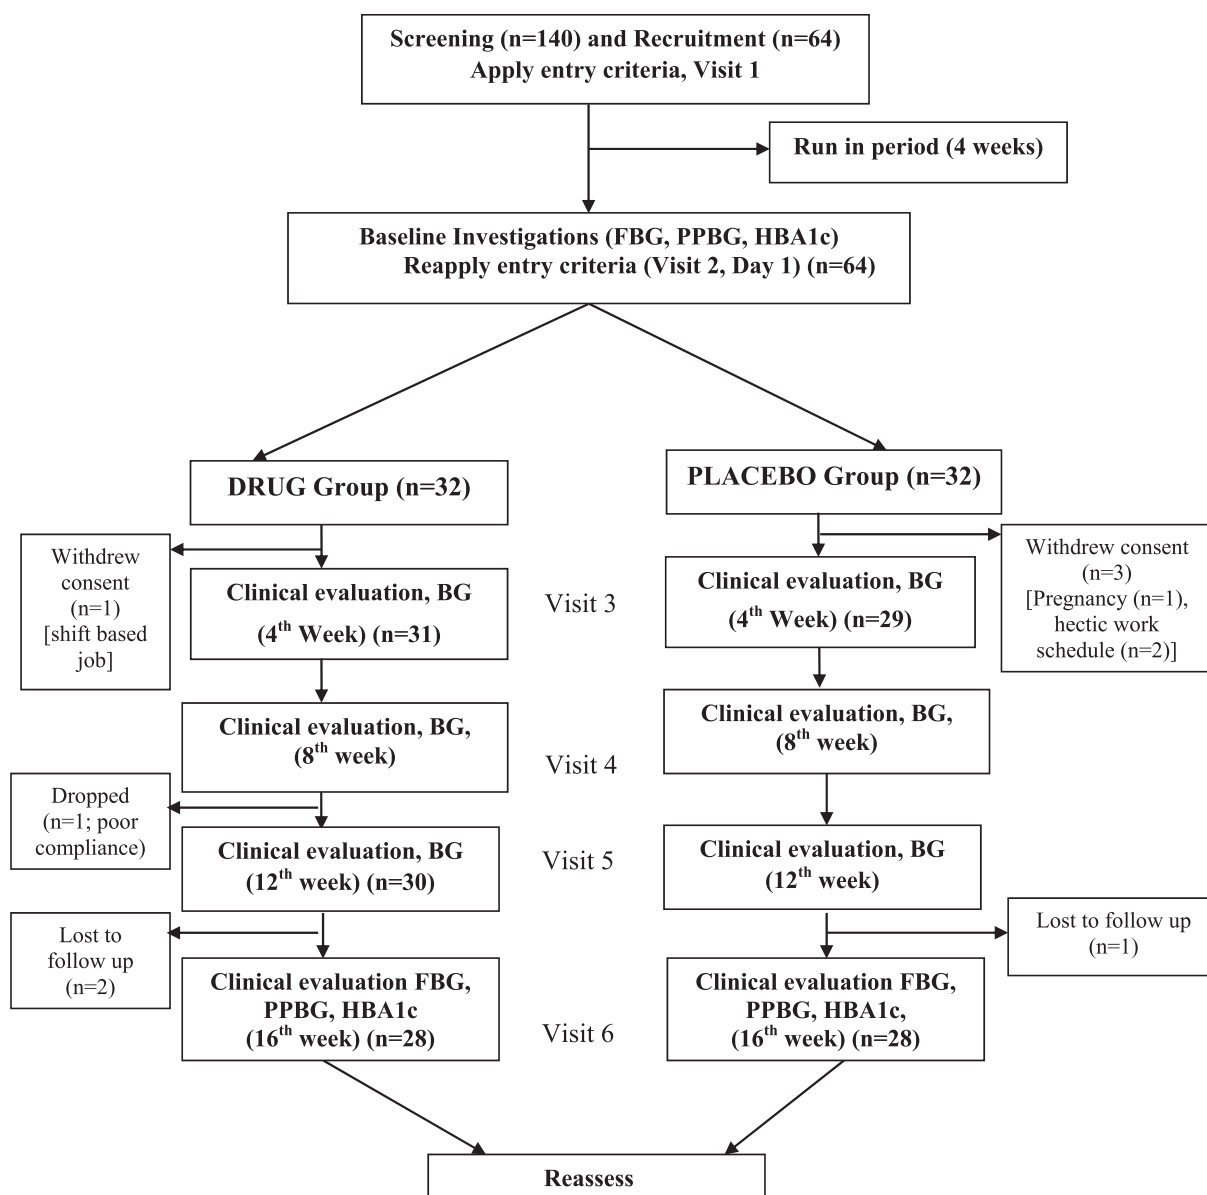 Screening (n=140) and Recruitment (n=64)
Apply entry criteria, Visit 1
Run in period (4 weeks)
Baseline Investigations (FBG, PPBG, HBA1c)
Reapply entry criteria (Visit 2, Day 1) (n=64)
DRUG Group (n=32)
PLACEBO Group (n=32)
Withdrew
consent
(n=1)
[shift based
job]
Clinical evaluation, BG
(4th Week) (n=31)
Visit 3
Clinical evaluation, BG
(4th Week) (n=29)
Withdrew consent
(n=3)
[Pregnancy (n=1),
hectic work
schedule (n=2)]
Clinical evaluation, BG,
(8th week)
Visit 4
Clinical evaluation, BG,
(8th week)
Dropped
(n=1; poor
compliance)
Clinical evaluation, BG
(12th week) (n=30)
Visit 5
Clinical evaluation, BG
(12th week)
Lost to
follow up
(n=2)
Lost to follow up
(n=1)
Clinical evaluation FBG,
PPBG, HBA1c
(16th week) (n=28)
Visit 6
Clinical evaluation FBG,
PPBG, HBA1c,
(16th week) (n=28)
Reassess